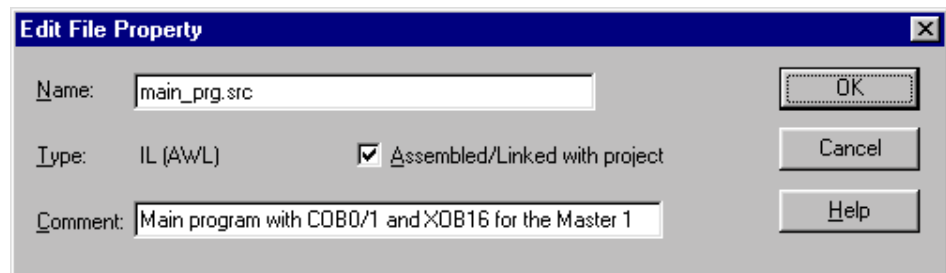 Edit File Property
Name: main_prg.src OK
Type: IL (AWL) Assembled/Linked with project Cancel
Comment: Main program with COB0/1 and XOB16 for the Master 1 Help